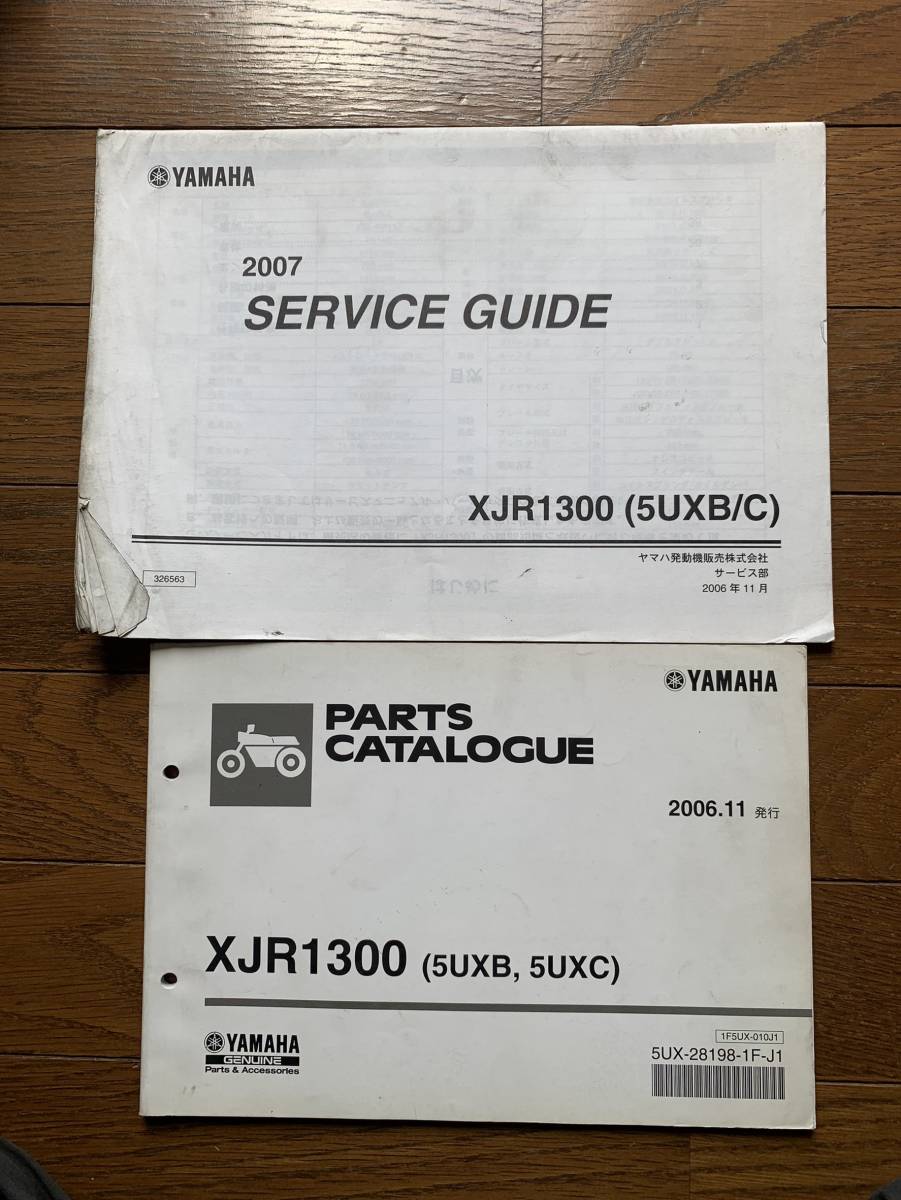 YAMAHA
2007
SERVICE GUIDE
XJR1300 (5UXB/C)
ヤマハ発動機販売株式会社
サービス部
2006 年 11 月
326563
YAMAHA
PARTS
CATALOGUE
2006.11 発行
XJR1300 (5UXB, 5UXC)
YAMAHA
GENUINE
Parts & Accessories
1F5UX-010J1
5UX-28198-1F-J1